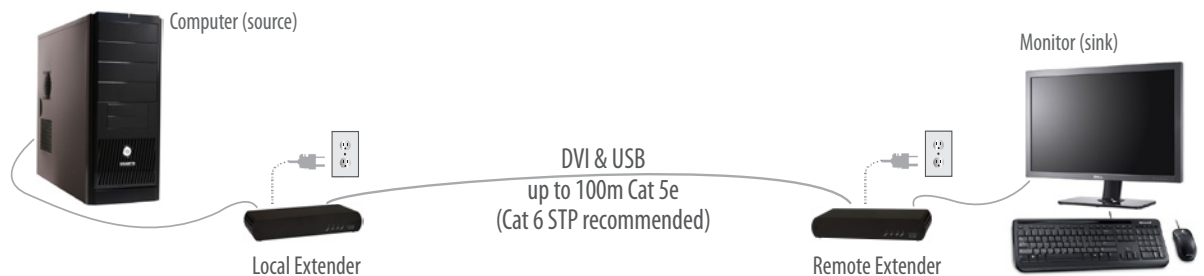 Computer (source)
Monitor (sink)
DVI & USB
up to 100m Cat 5e
(Cat 6 STP recommended)
Local Extender
Remote Extender